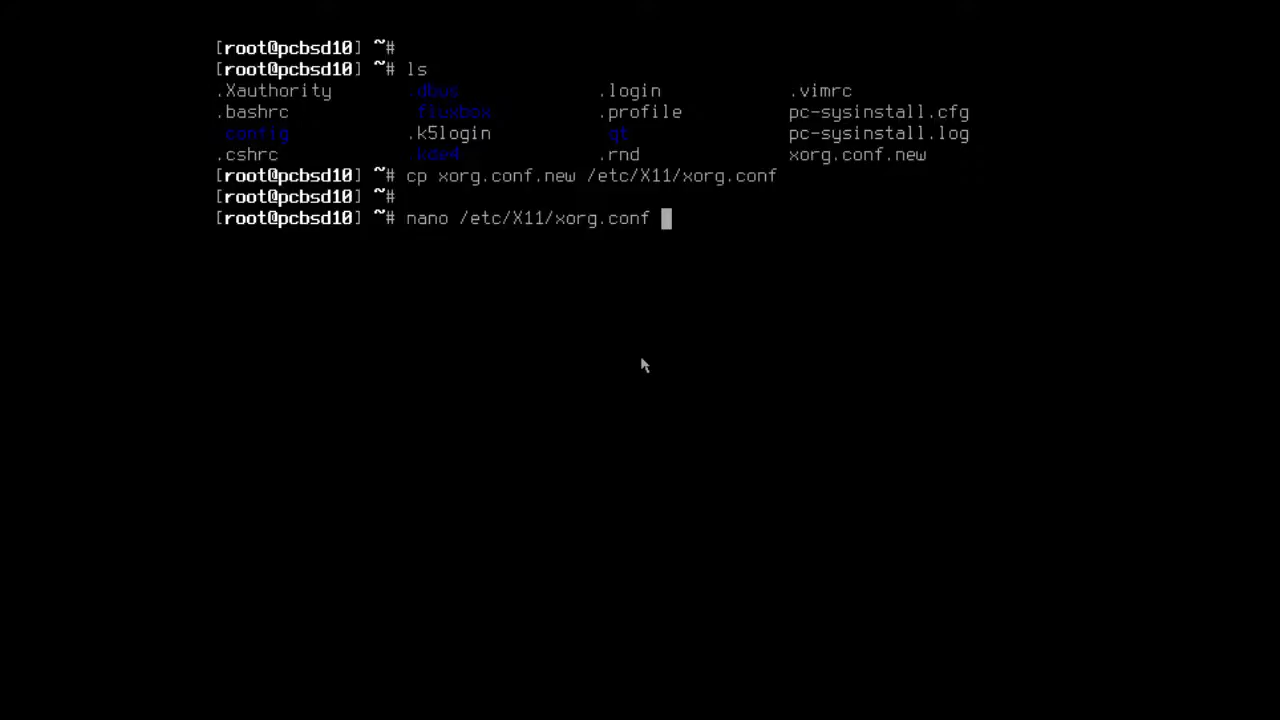 [root@pcbsd10] ~#
[root@pcbsd10] ~# ls
.Xauthority .dbus .login .vimrc
.bashrc .fluxbox .profile pc-sysinstall.cfg
.config .k5login .qt pc-sysinstall.log
.cshrc .kde4 .rnd xorg.conf.new
[root@pcbsd10] ~# cp xorg.conf.new /etc/X11/xorg.conf
[root@pcbsd10] ~#
[root@pcbsd10] ~# nano /etc/X11/xorg.conf